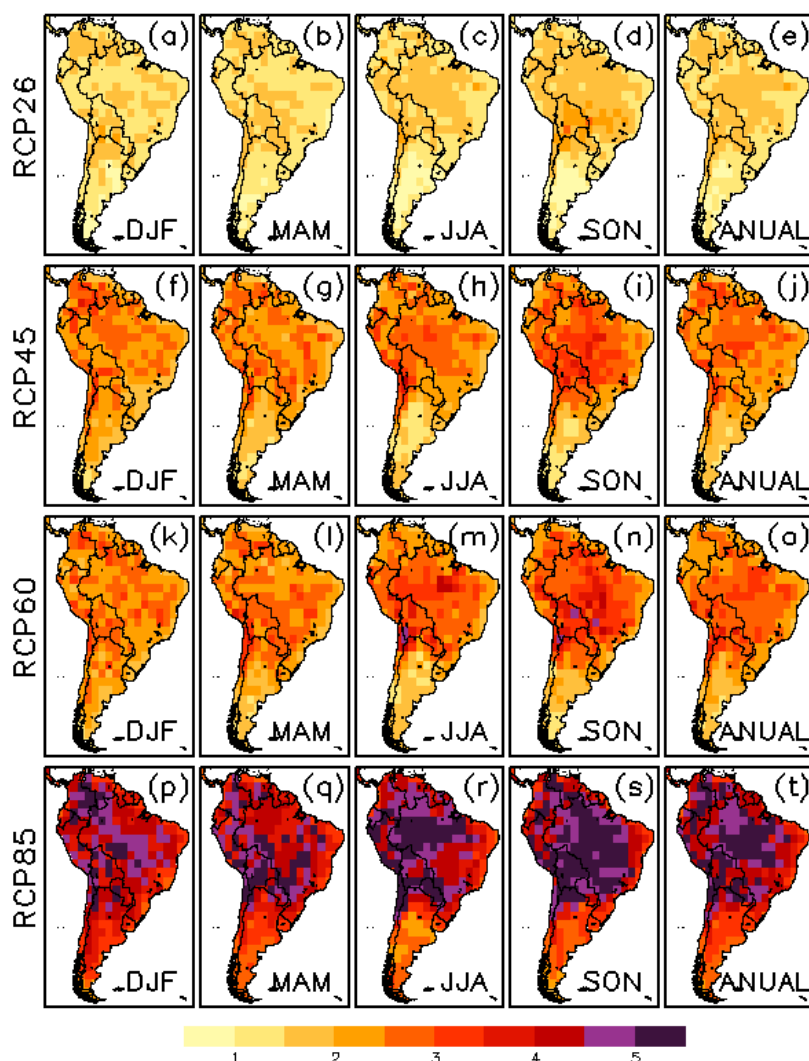 RCP26
(a) (b) (c) (d) (e)
DJF MAM JJA SON ANUAL
RCP45
(f) (g) (h) (i) (j)
DJF MAM JJA SON ANUAL
RCP60
(k) (l) (m) (n) (o)
DJF MAM JJA SON ANUAL
RCP85
(p) (q) (r) (s) (t)
DJF MAM JJA SON ANUAL
1 2 3 4 5